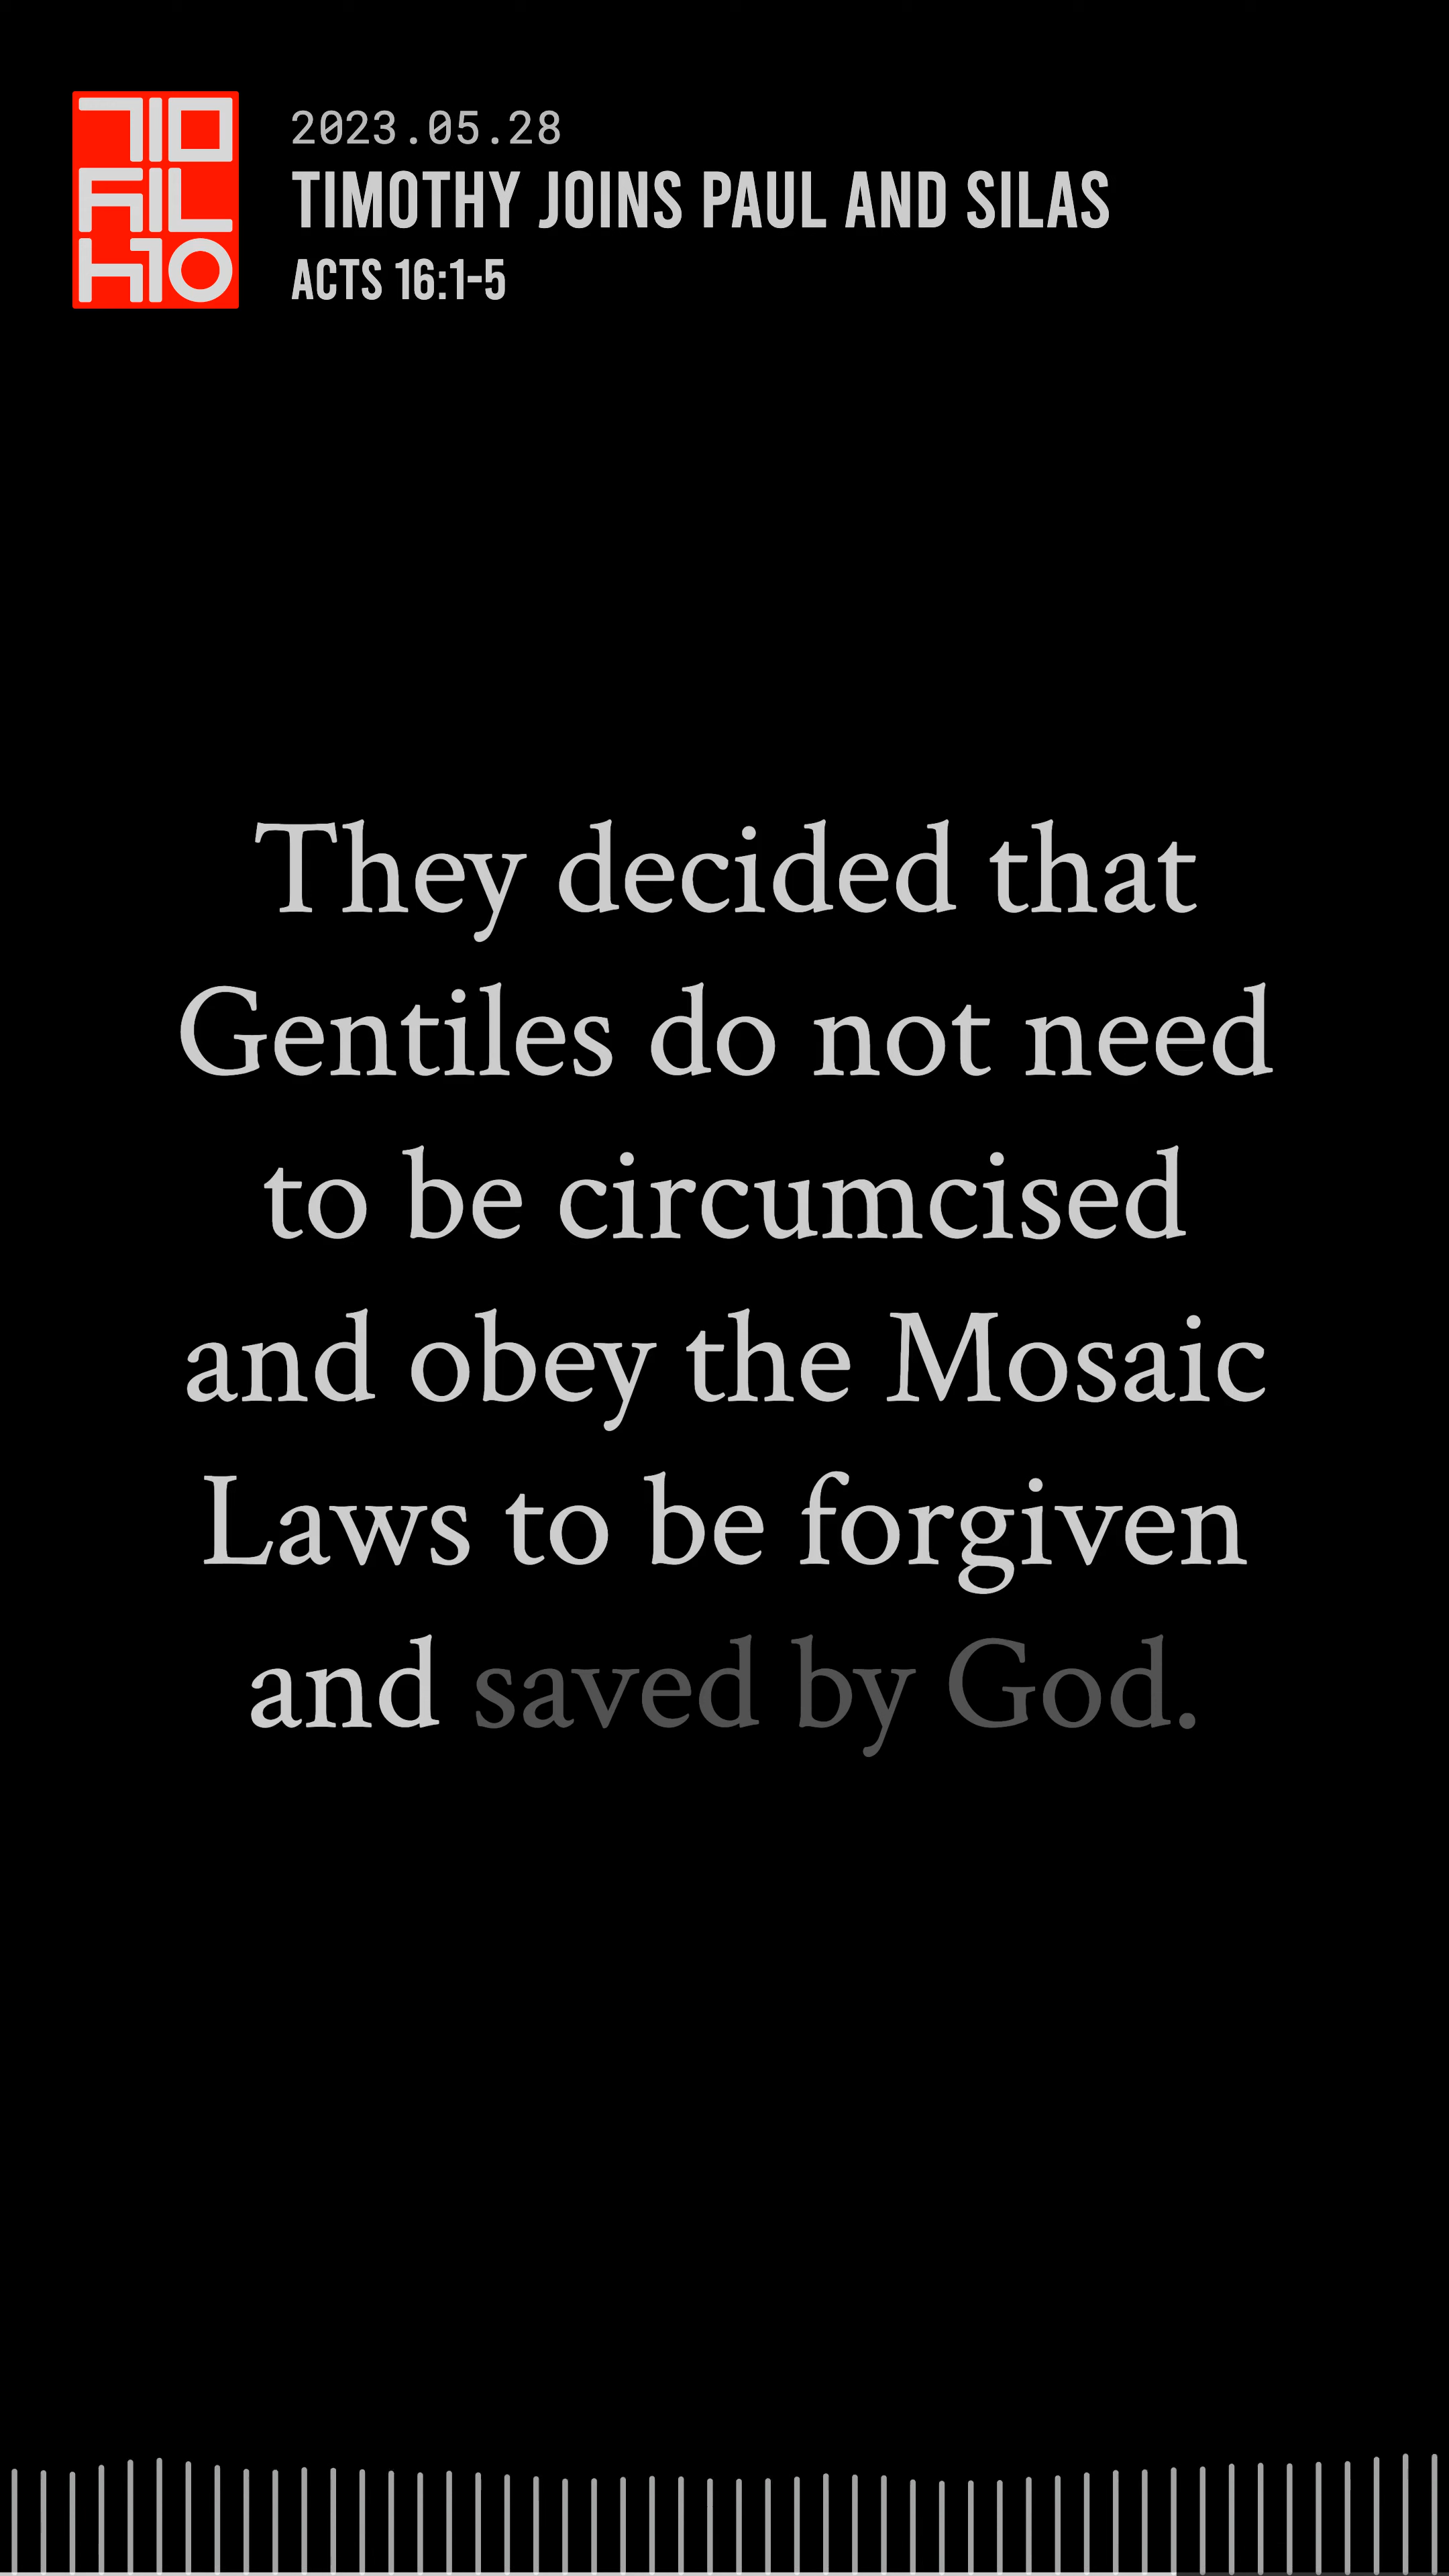 2023.05.28
TIMOTHY JOINS PAUL AND SILAS
ACTS 16:1-5
They decided that
Gentiles do not need
to be circumcised
and obey the Mosaic
Laws to be forgiven
and saved by God.